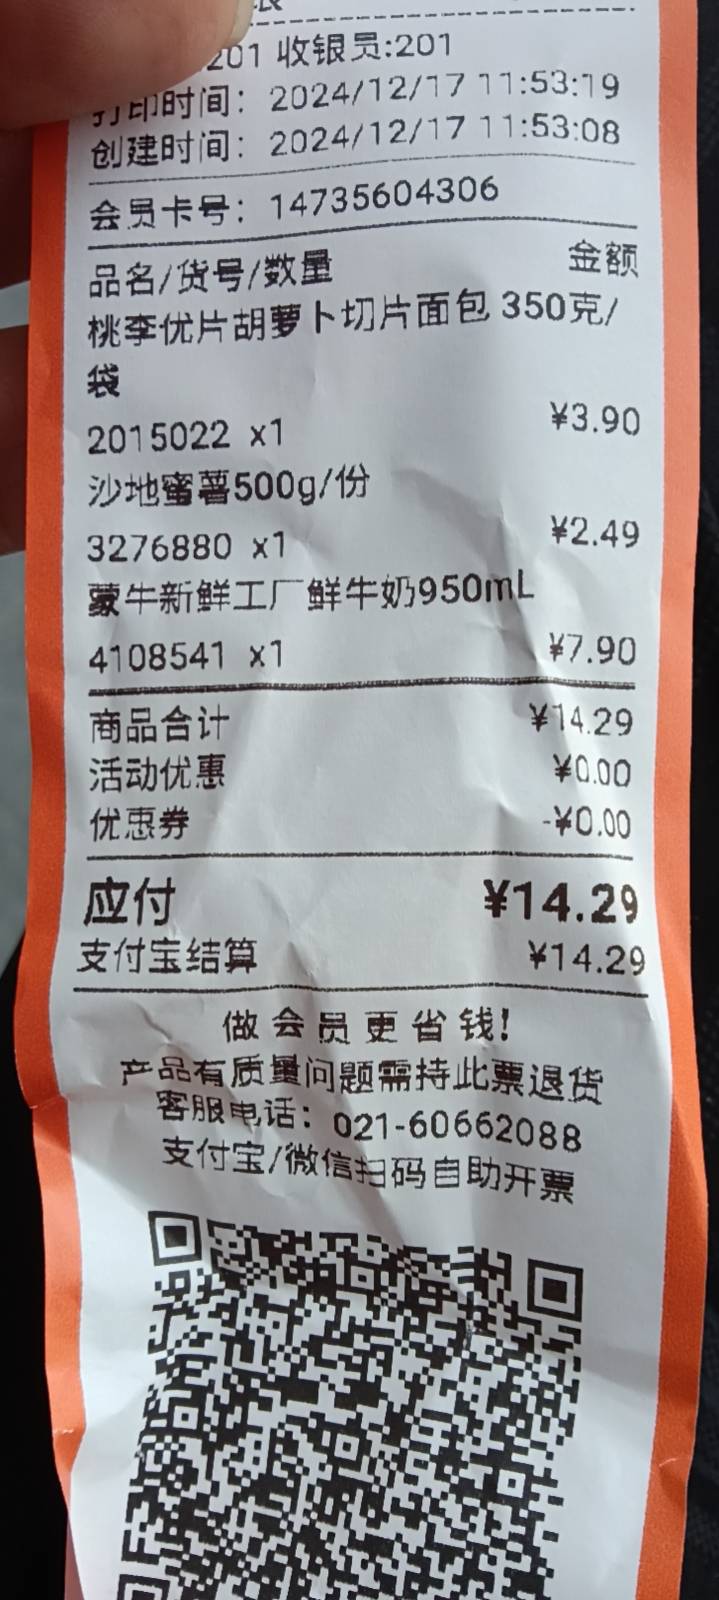 201 收银员:201
打印时间：2024/12/17 11:53:19
创建时间：2024/12/17 11:53:08
会员卡号：14735604306
品名/货号/数量 金额
桃李优片胡萝卜切片面包 350克/
袋
2015022 x1 ¥3.90
沙地蜜薯500g/份
3276880 x1 ¥2.49
蒙牛新鲜工厂鲜牛奶950mL
4108541 x1 ¥7.90
商品合计 ¥14.29
活动优惠 ¥0.00
优惠券 -¥0.00
应付 ¥14.29
支付宝结算 ¥14.29
做会员更省钱!
产品有质量问题需持此票退货
客服电话：021-60662088
支付宝/微信扫码自助开票